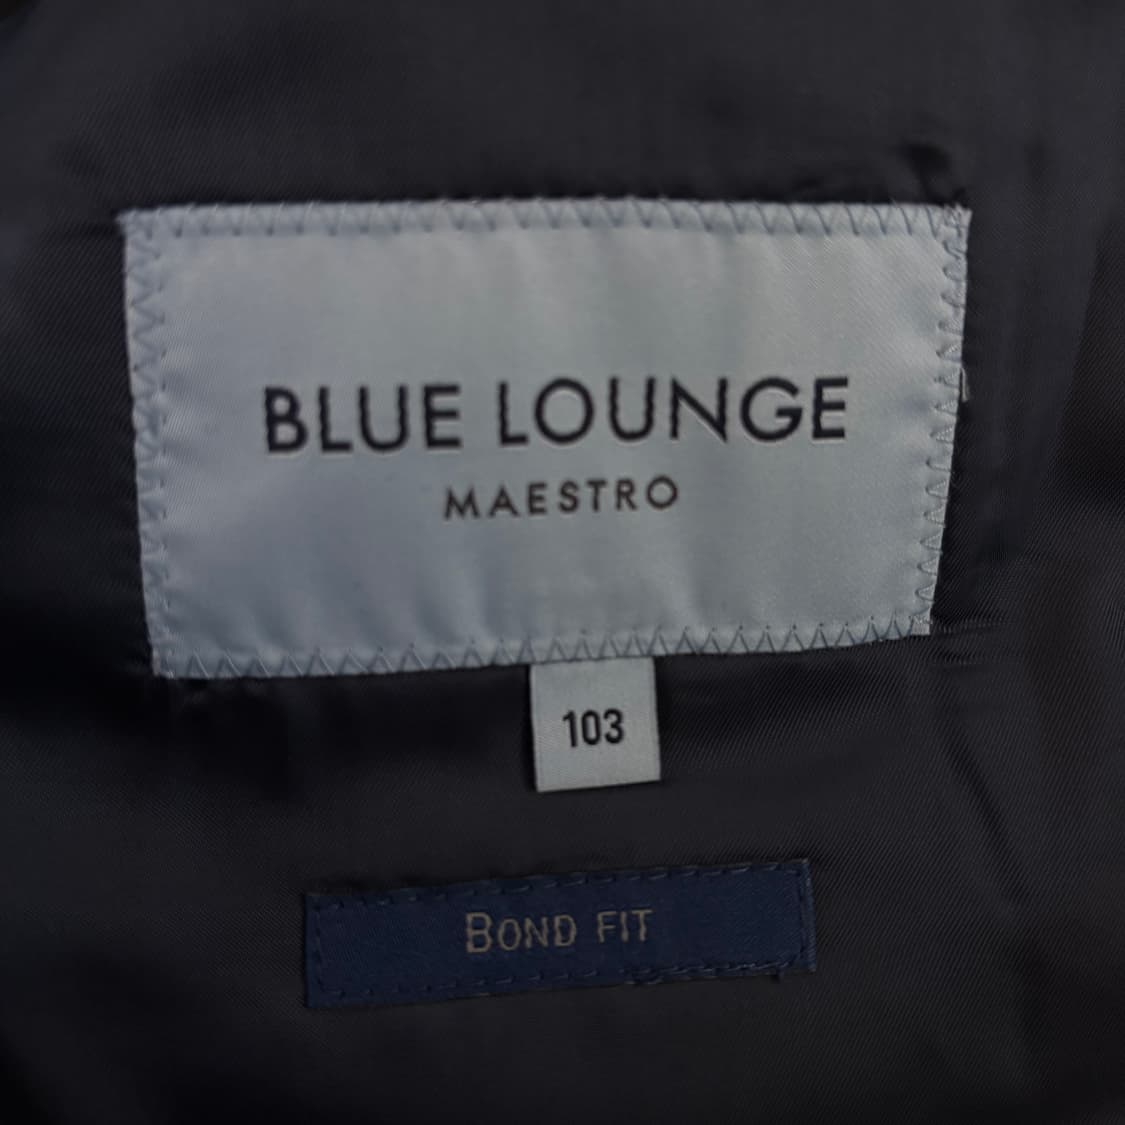 BLUE LOUNGE
MAESTRO
103
BOND FIT